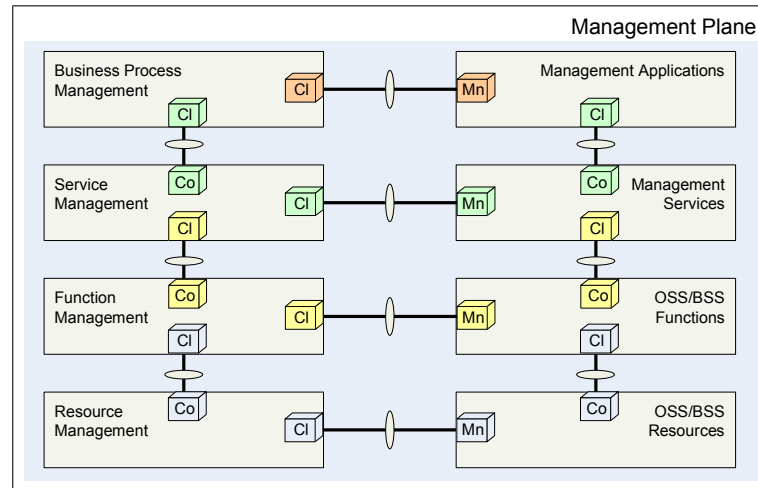 Management Plane
Business Process
Management
Cl
Mn
Management Applications
Cl
Cl
Service
Management
Co
Cl
Mn
Co
Management
Services
Cl
Cl
Function
Management
Co
Cl
Mn
Co
OSS/BSS
Functions
Cl
Cl
Resource
Management
Co
Cl
Mn
Co
OSS/BSS
Resources